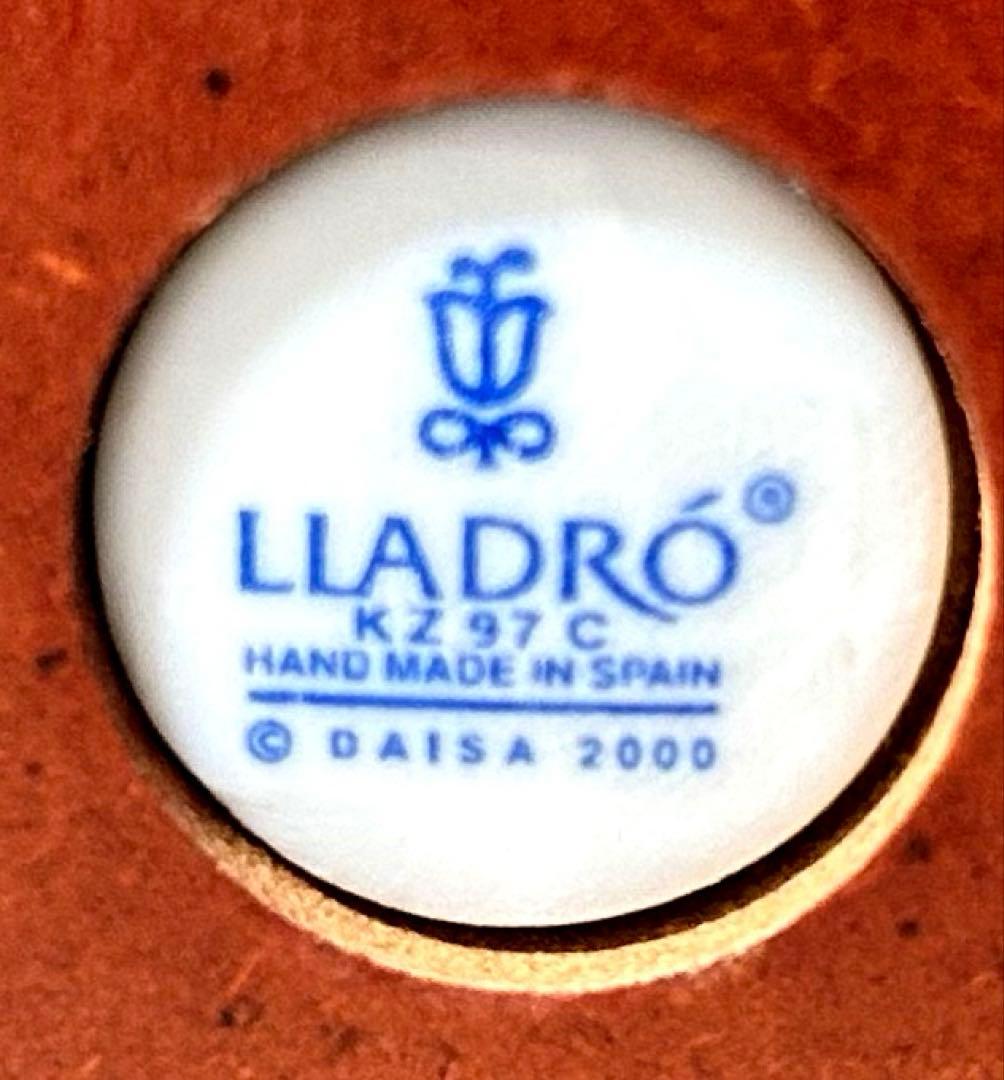 LLADRÓ®
KZ 97 C
HAND MADE IN SPAIN
© DAISA 2000